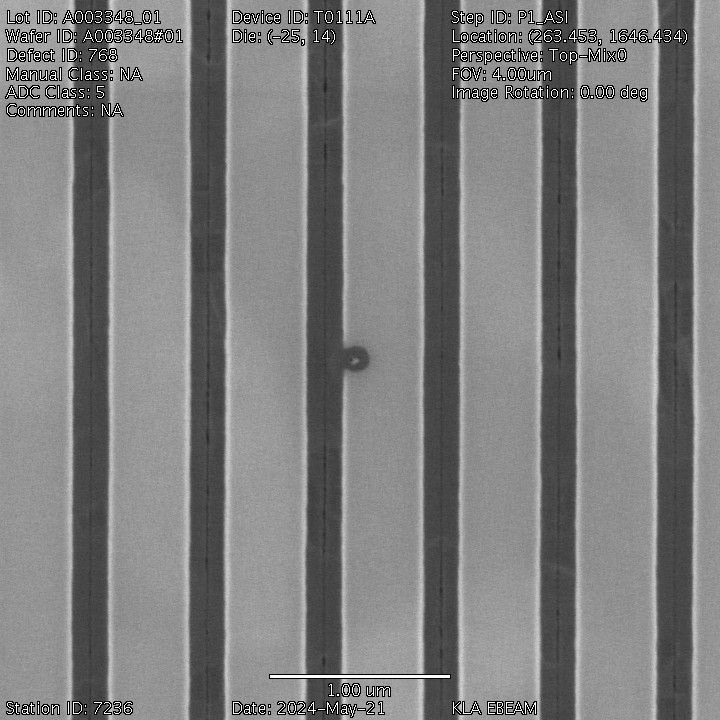 Lot ID: A003348_01
Wafer ID: A003348#01
Defect ID: 768
Manual Class: NA
ADC Class: 5
Comments: NA
Device ID: T0111A
Die: (-25, 14)
Step ID: P1_ASI
Location: (263.453, 1646.434)
Perspective: Top-Mix0
FOV: 4.00um
Image Rotation: 0.00 deg
1.00 um
Station ID: 7236
Date: 2024-May-21
KLA EBEAM